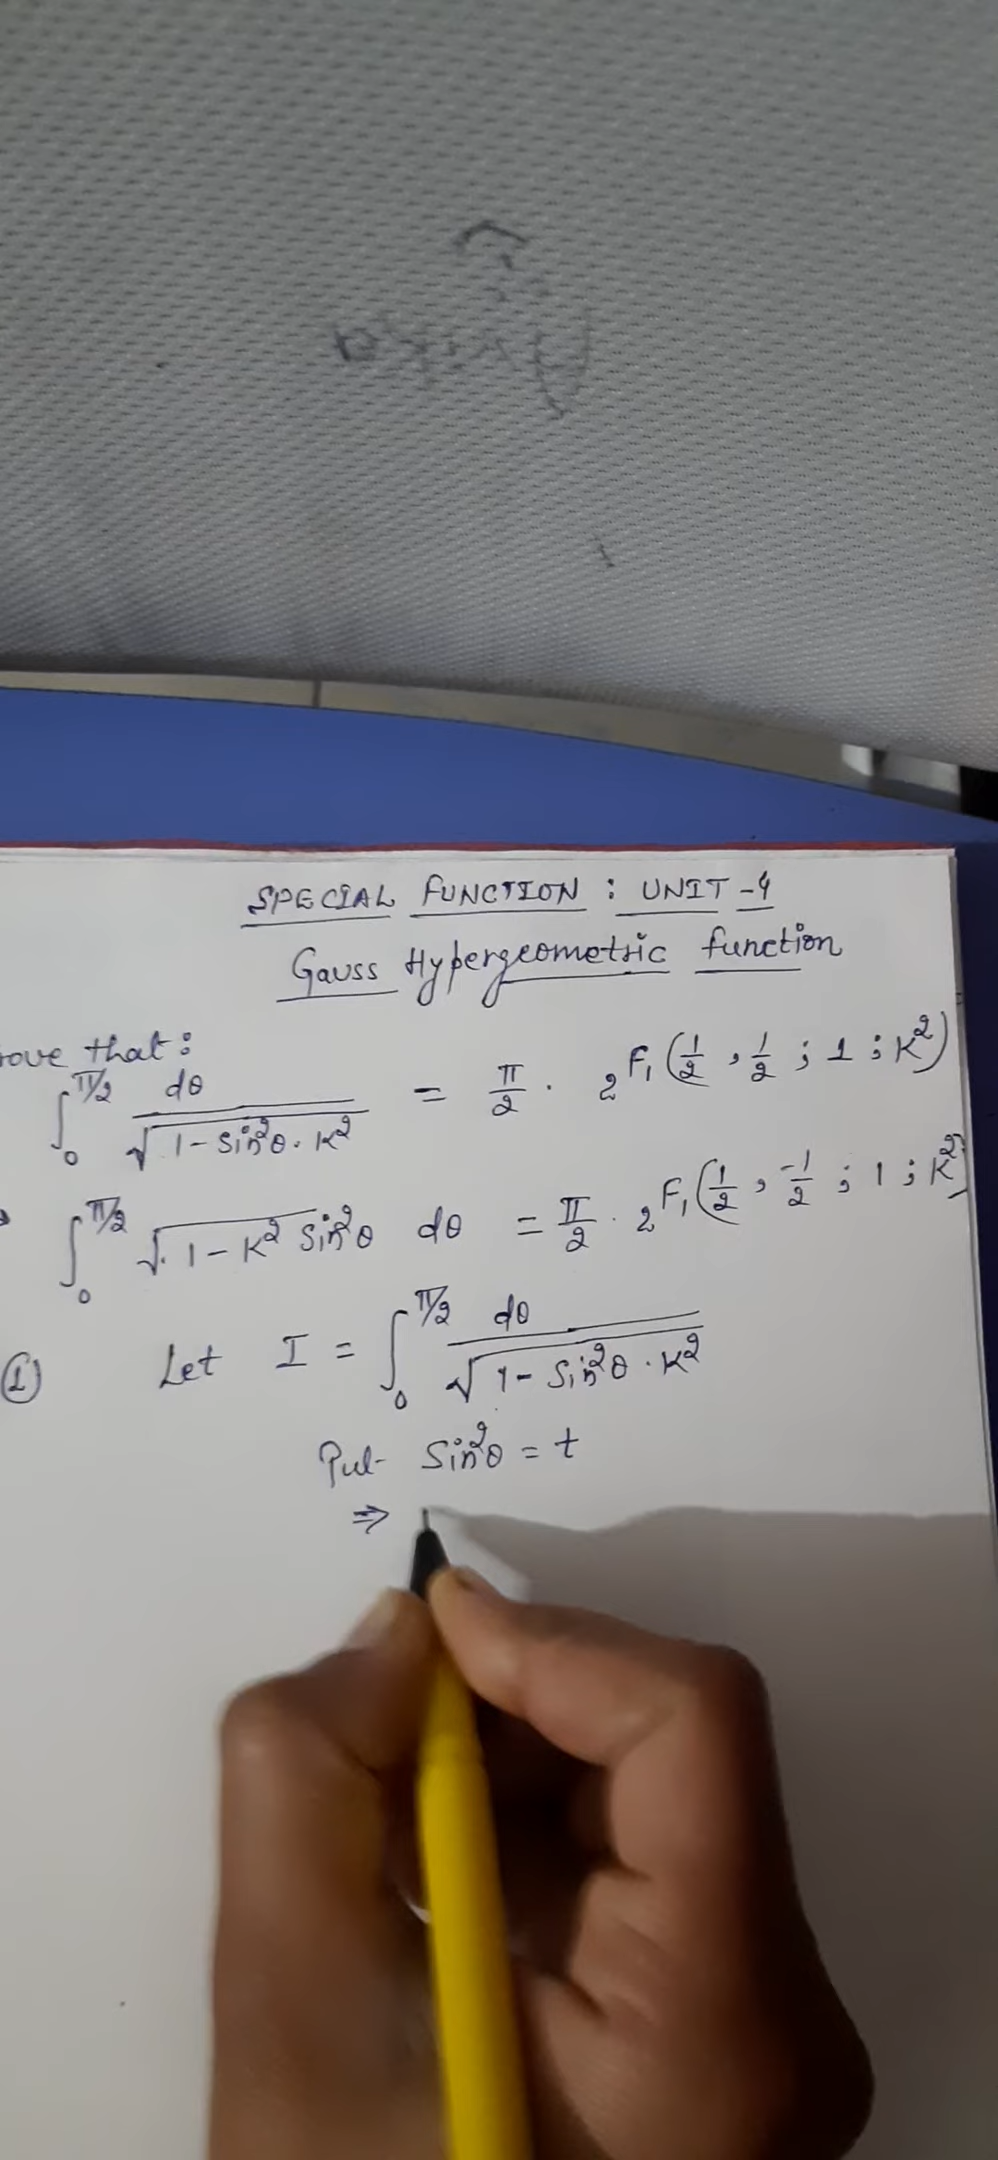 SPECIAL FUNCTION : UNIT-4
Gauss Hypergeometric function
rove that :
∫₀^{π/2} dθ / √(1 - Sin²θ · K²) = π/2 · ₂F₁(1/2 , 1/2 ; 1 ; K²)
∫₀^{π/2} √(1 - K² Sin²θ) dθ = π/2 · ₂F₁(1/2 , -1/2 ; 1 ; K²)
① Let I = ∫₀^{π/2} dθ / √(1 - Sin²θ · K²)
Put Sin²θ = t
⇒